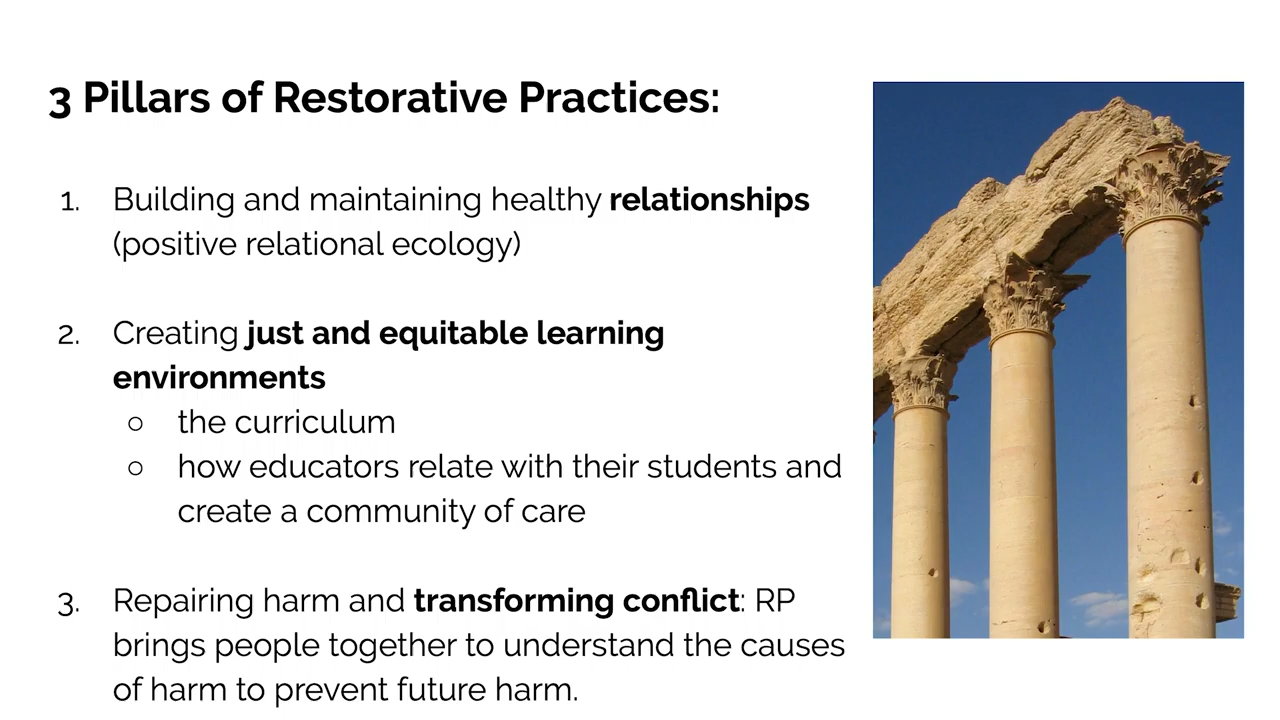 3 Pillars of Restorative Practices:
1. Building and maintaining healthy relationships
(positive relational ecology)
2. Creating just and equitable learning
environments
○ the curriculum
○ how educators relate with their students and
create a community of care
3. Repairing harm and transforming conflict: RP
brings people together to understand the causes
of harm to prevent future harm.